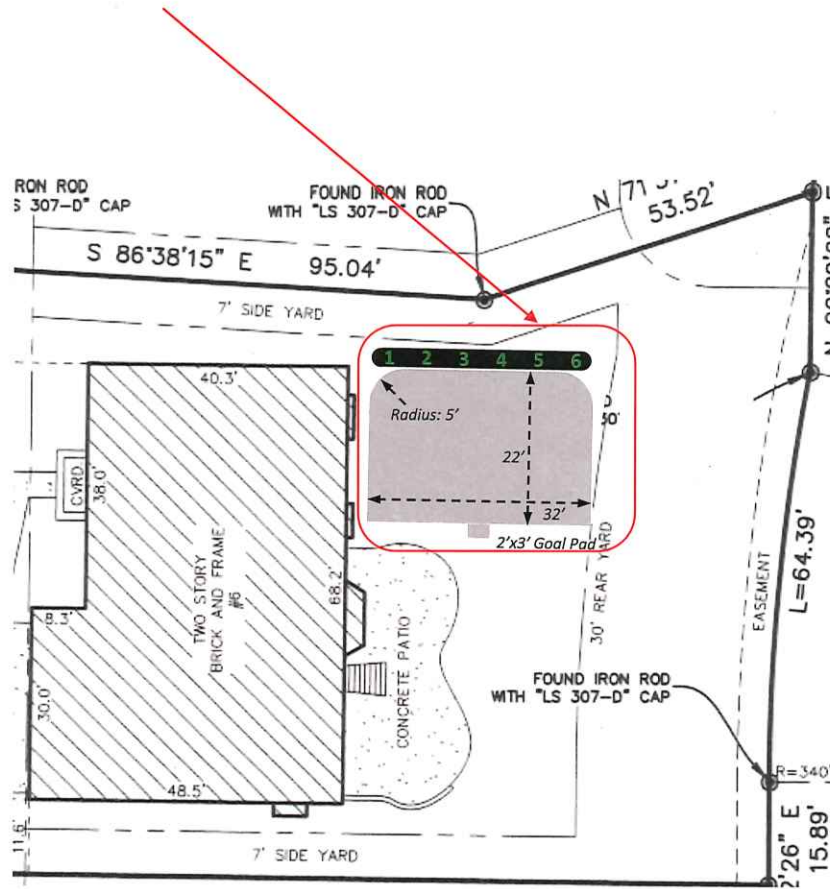 RON ROD
S 307-D" CAP
FOUND IRON ROD
WITH "LS 307-D" CAP
N 71°
53.52'
S 86°38'15" E 95.04'
7' SIDE YARD
1 2 3 4 5 6
40.3'
Radius: 5'
22'
32'
2'x3' Goal Pad
CVRD.
38.0'
TWO STORY
BRICK AND FRAME
#6
68.2'
8.3'
30.0'
48.5'
CONCRETE PATIO
30' REAR YARD
EASEMENT
L=64.39'
FOUND IRON ROD
WITH "LS 307-D" CAP
R=340'
'26" E
15.89'
11.6'
7' SIDE YARD